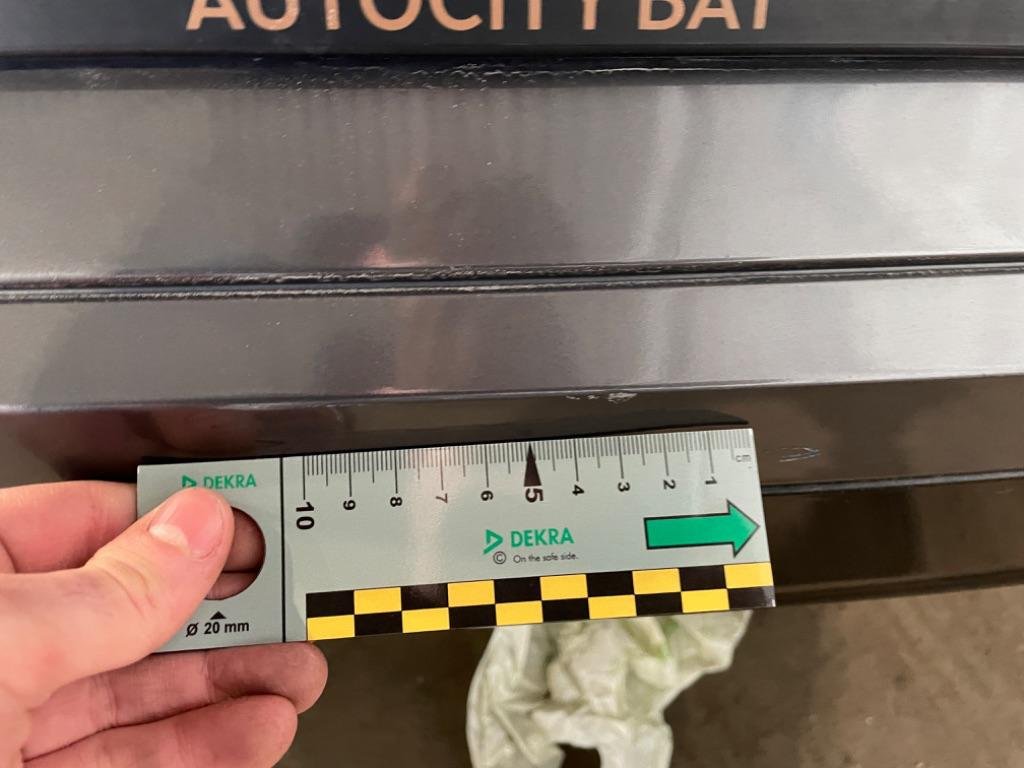 AUTOCITY BAT
DEKRA
cm
10 9 8 7 6 5 4 3 2 1
DEKRA
© On the safe side.
Ø 20 mm